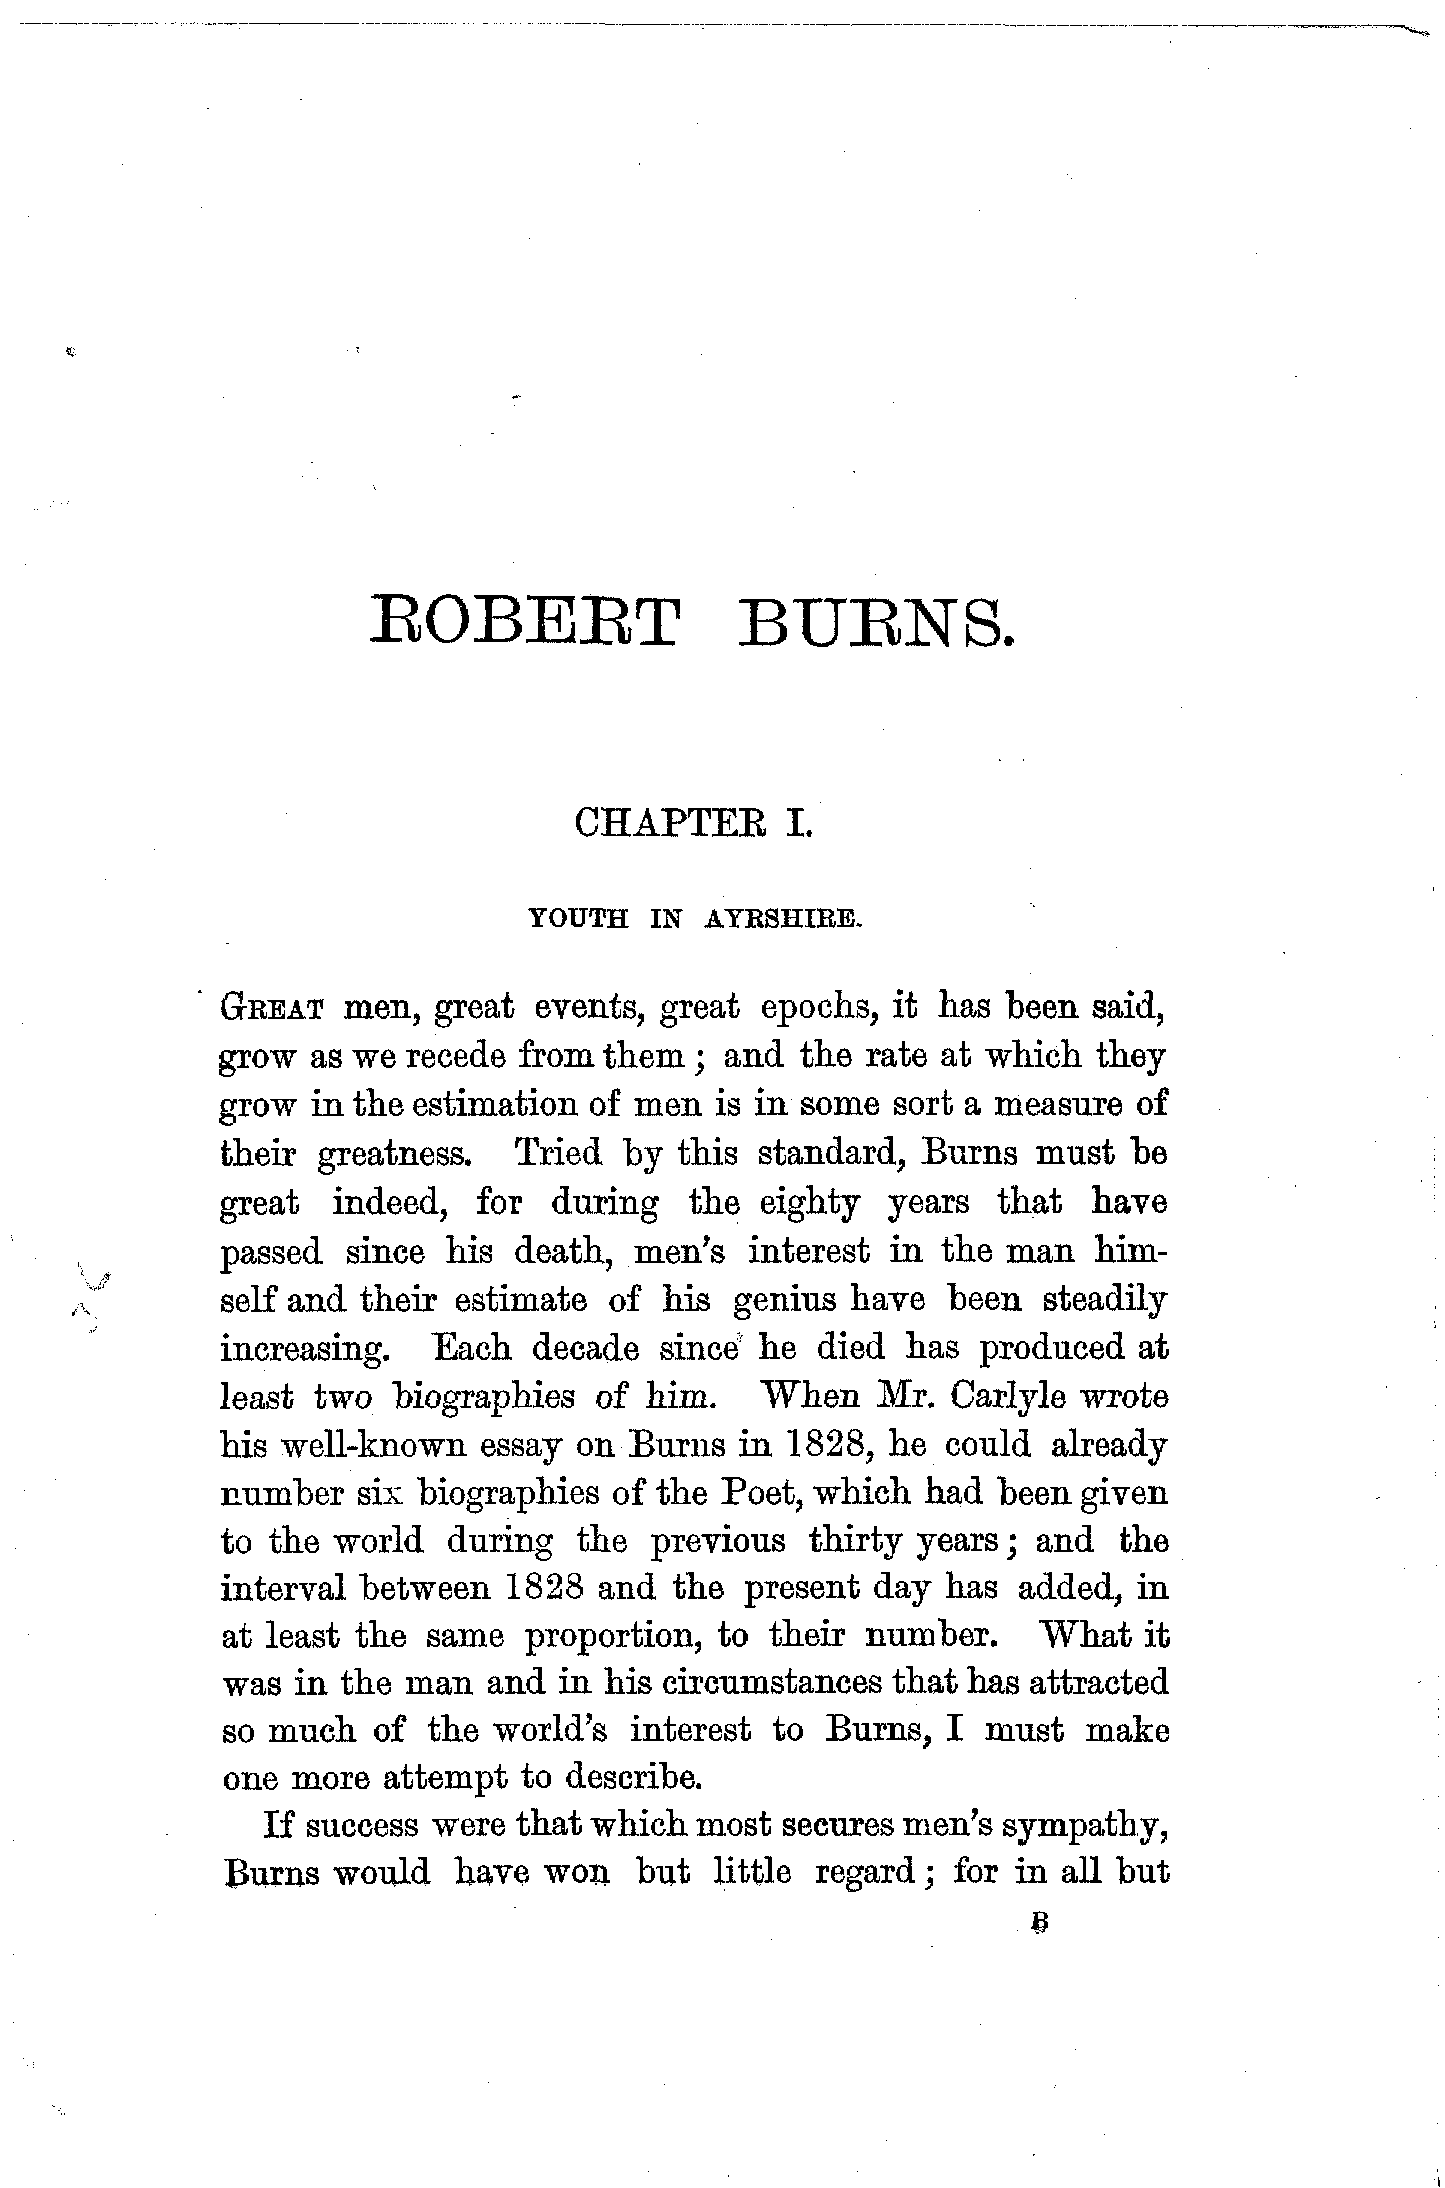 ROBERT BURNS.
CHAPTER I.
YOUTH IN AYRSHIRE.
GREAT men, great events, great epochs, it has been said,
grow as we recede from them ; and the rate at which they
grow in the estimation of men is in some sort a measure of
their greatness. Tried by this standard, Burns must be
great indeed, for during the eighty years that have
passed since his death, men's interest in the man him-
self and their estimate of his genius have been steadily
increasing. Each decade since he died has produced at
least two biographies of him. When Mr. Carlyle wrote
his well-known essay on Burns in 1828, he could already
number six biographies of the Poet, which had been given
to the world during the previous thirty years ; and the
interval between 1828 and the present day has added, in
at least the same proportion, to their number. What it
was in the man and in his circumstances that has attracted
so much of the world's interest to Burns, I must make
one more attempt to describe.
If success were that which most secures men's sympathy,
Burns would have won but little regard ; for in all but
B